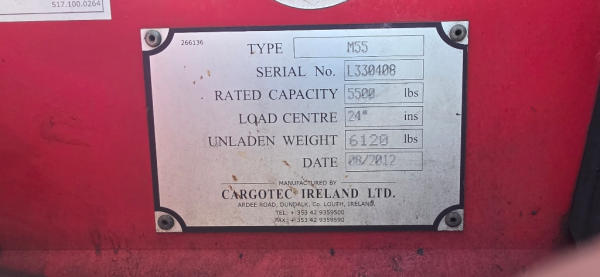 517.100.0264
266136
TYPE M55
SERIAL No. L330408
RATED CAPACITY 5500 lbs
LOAD CENTRE 24" ins
UNLADEN WEIGHT 6120 lbs
DATE 08/2012
MANUFACTURED BY
CARGOTEC IRELAND LTD.
ARDEE ROAD, DUNDALK, Co. LOUTH, IRELAND.
TEL: + 353 42 9359500
FAX: + 353 42 9359590